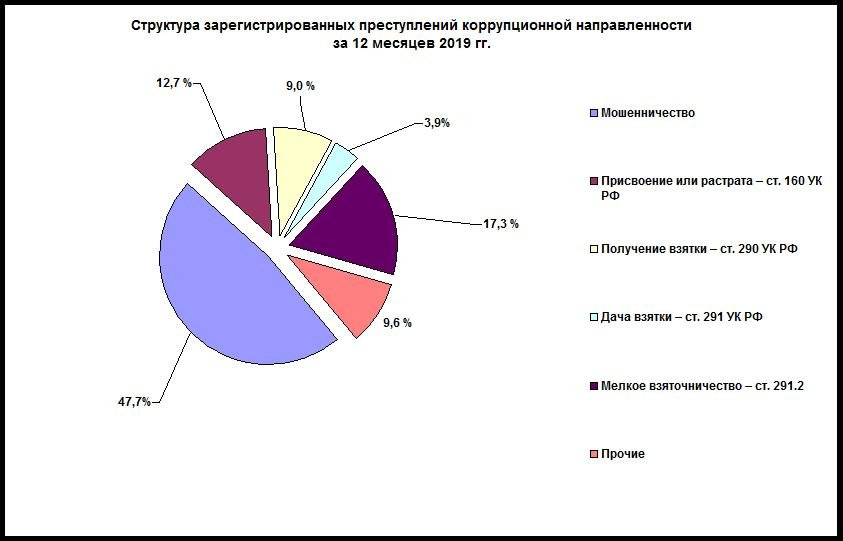 Структура зарегистрированных преступлений коррупционной направленности
за 12 месяцев 2019 гг.
12,7 %
9,0 %
3,9%
17,3 %
9,6 %
47,7%
Мошенничество
Присвоение или растрата – ст. 160 УК
РФ
Получение взятки – ст. 290 УК РФ
Дача взятки – ст. 291 УК РФ
Мелкое взяточничество – ст. 291.2
Прочие